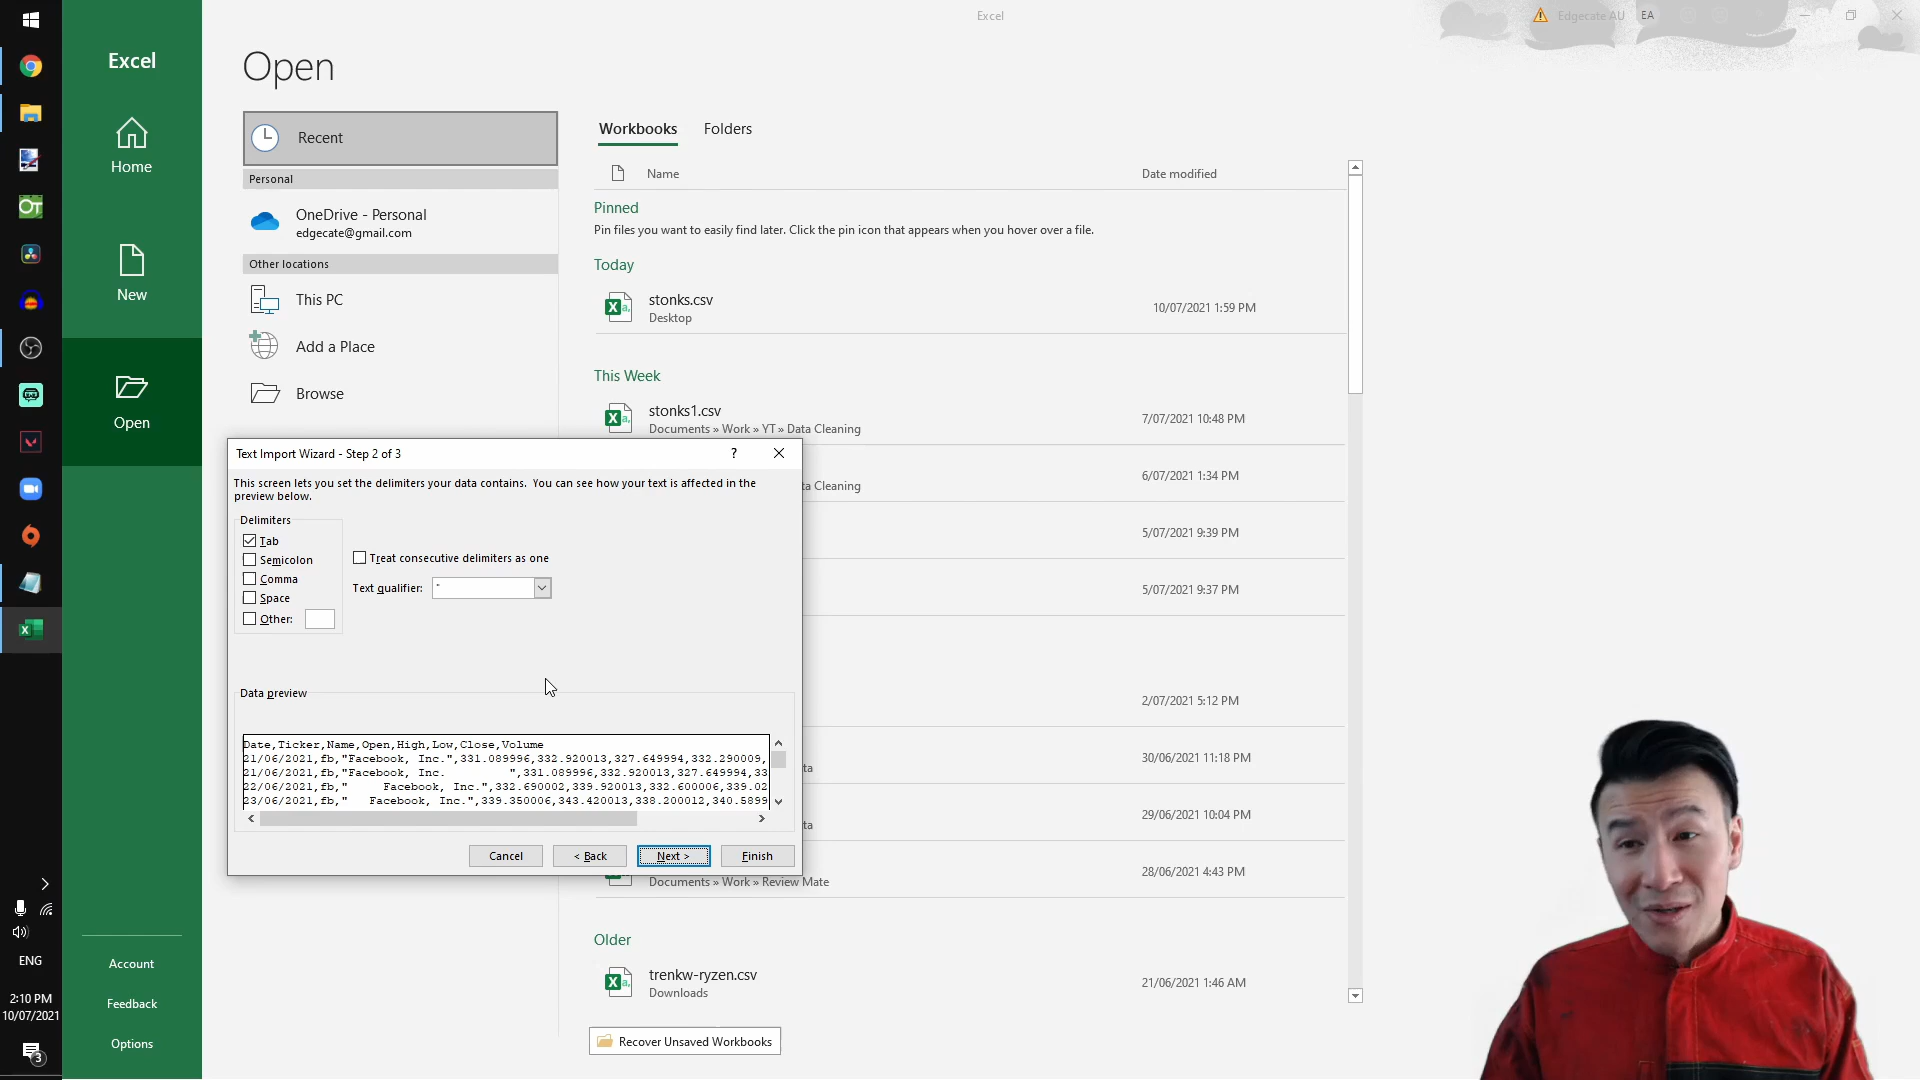 Excel
Edgecate AU
EA
Excel
Home
New
Open
Account
Feedback
Options
Open
Recent
Personal
OneDrive - Personal
edgecate@gmail.com
Other locations
This PC
Add a Place
Browse
Workbooks
Folders
Name
Date modified
Pinned
Pin files you want to easily find later. Click the pin icon that appears when you hover over a file.
Today
stonks.csv
Desktop
10/07/2021 1:59 PM
This Week
stonks1.csv
Documents » Work » YT » Data Cleaning
7/07/2021 10:48 PM
ta Cleaning
6/07/2021 1:34 PM
5/07/2021 9:39 PM
5/07/2021 9:37 PM
2/07/2021 5:12 PM
ta
30/06/2021 11:18 PM
ta
29/06/2021 10:04 PM
Documents » Work » Review Mate
28/06/2021 4:43 PM
Older
trenkw-ryzen.csv
Downloads
21/06/2021 1:46 AM
Recover Unsaved Workbooks
Text Import Wizard - Step 2 of 3
?
This screen lets you set the delimiters your data contains. You can see how your text is affected in the
preview below.
Delimiters
Tab
Semicolon
Comma
Space
Other:
Treat consecutive delimiters as one
Text qualifier:
"
Data preview
Date,Ticker,Name,Open,High,Low,Close,Volume
21/06/2021,fb,"Facebook, Inc.",331.089996,332.920013,327.649994,332.290009,
21/06/2021,fb,"Facebook, Inc.         ",331.089996,332.920013,327.649994,33
22/06/2021,fb,"     Facebook, Inc.",332.690002,339.920013,332.600006,339.02
23/06/2021,fb,"   Facebook, Inc.",339.350006,343.420013,338.200012,340.5899
Cancel
< Back
Next >
Finish
ENG
2:10 PM
10/07/2021
3